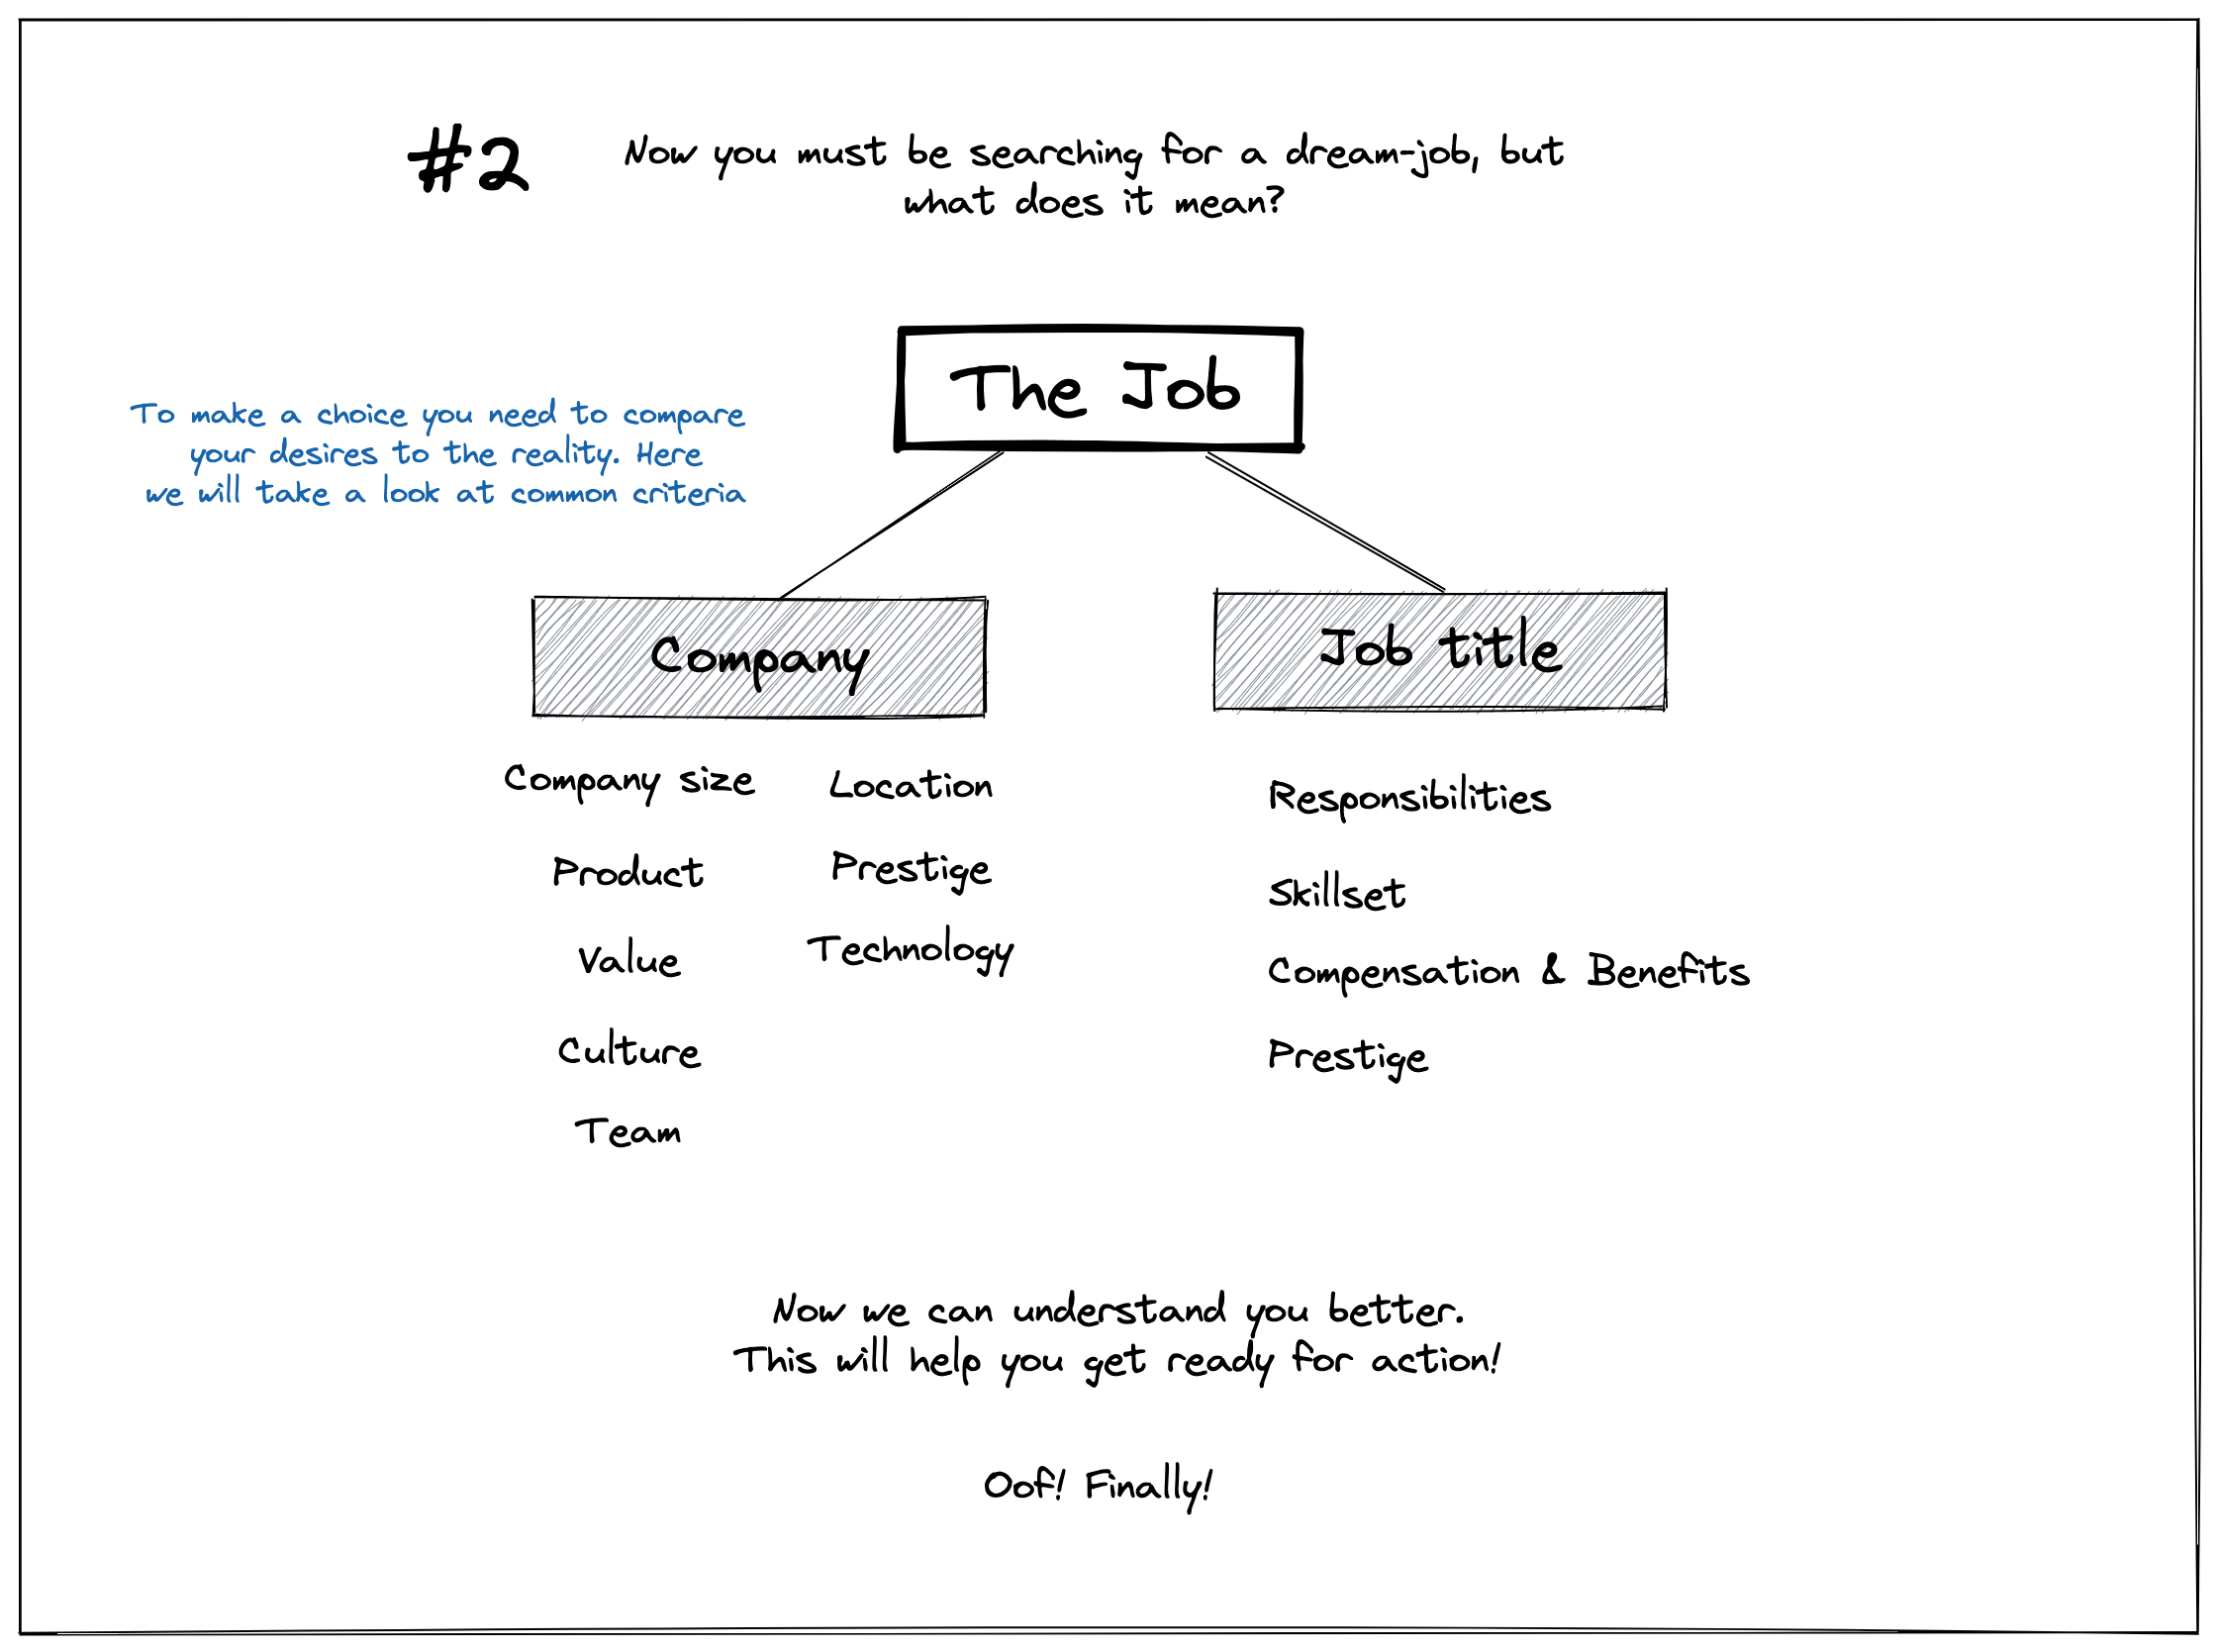 #2
Now you must be searching for a dream-job, but
what does it mean?
The Job
To make a choice you need to compare
your desires to the reality. Here
we will take a look at common criteria
Company
Job title
Company size
Product
Value
Culture
Team
Location
Prestige
Technology
Responsibilities
Skillset
Compensation & Benefits
Prestige
Now we can understand you better.
This will help you get ready for action!
Oof! Finally!